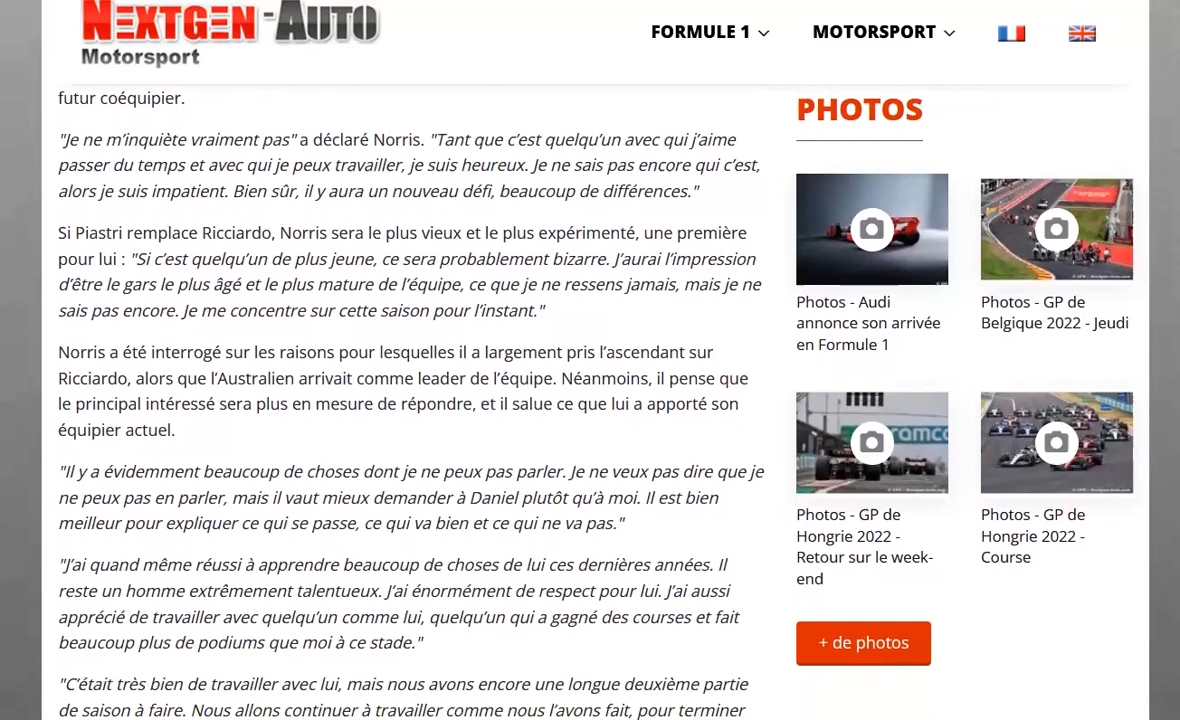 NEXTGEN-AUTO
Motorsport
FORMULE 1
MOTORSPORT
futur coéquipier.
"Je ne m’inquiète vraiment pas" a déclaré Norris. "Tant que c’est quelqu’un avec qui j’aime
passer du temps et avec qui je peux travailler, je suis heureux. Je ne sais pas encore qui c’est,
alors je suis impatient. Bien sûr, il y aura un nouveau défi, beaucoup de différences."
Si Piastri remplace Ricciardo, Norris sera le plus vieux et le plus expérimenté, une première
pour lui : "Si c’est quelqu’un de plus jeune, ce sera probablement bizarre. J’aurai l’impression
d’être le gars le plus âgé et le plus mature de l’équipe, ce que je ne ressens jamais, mais je ne
sais pas encore. Je me concentre sur cette saison pour l’instant."
Norris a été interrogé sur les raisons pour lesquelles il a largement pris l’ascendant sur
Ricciardo, alors que l’Australien arrivait comme leader de l’équipe. Néanmoins, il pense que
le principal intéressé sera plus en mesure de répondre, et il salue ce que lui a apporté son
équipier actuel.
"Il y a évidemment beaucoup de choses dont je ne peux pas parler. Je ne veux pas dire que je
ne peux pas en parler, mais il vaut mieux demander à Daniel plutôt qu’à moi. Il est bien
meilleur pour expliquer ce qui se passe, ce qui va bien et ce qui ne va pas."
"J’ai quand même réussi à apprendre beaucoup de choses de lui ces dernières années. Il
reste un homme extrêmement talentueux. J’ai énormément de respect pour lui. J’ai aussi
apprécié de travailler avec quelqu’un comme lui, quelqu’un qui a gagné des courses et fait
beaucoup plus de podiums que moi à ce stade."
"C’était très bien de travailler avec lui, mais nous avons encore une longue deuxième partie
de saison à faire. Nous allons continuer à travailler comme nous l’avons fait, pour terminer
PHOTOS
Photos - Audi
annonce son arrivée
en Formule 1
Photos - GP de
Belgique 2022 - Jeudi
aramco
Photos - GP de
Hongrie 2022 -
Retour sur le week-
end
Photos - GP de
Hongrie 2022 -
Course
+ de photos